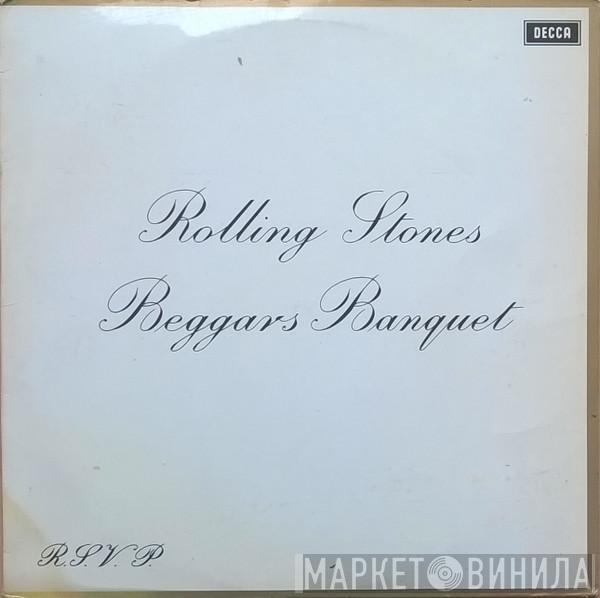 DECCA
Rolling Stones
Beggars Banquet
R.S.V.P.
МАРКЕТ ВИНИЛА